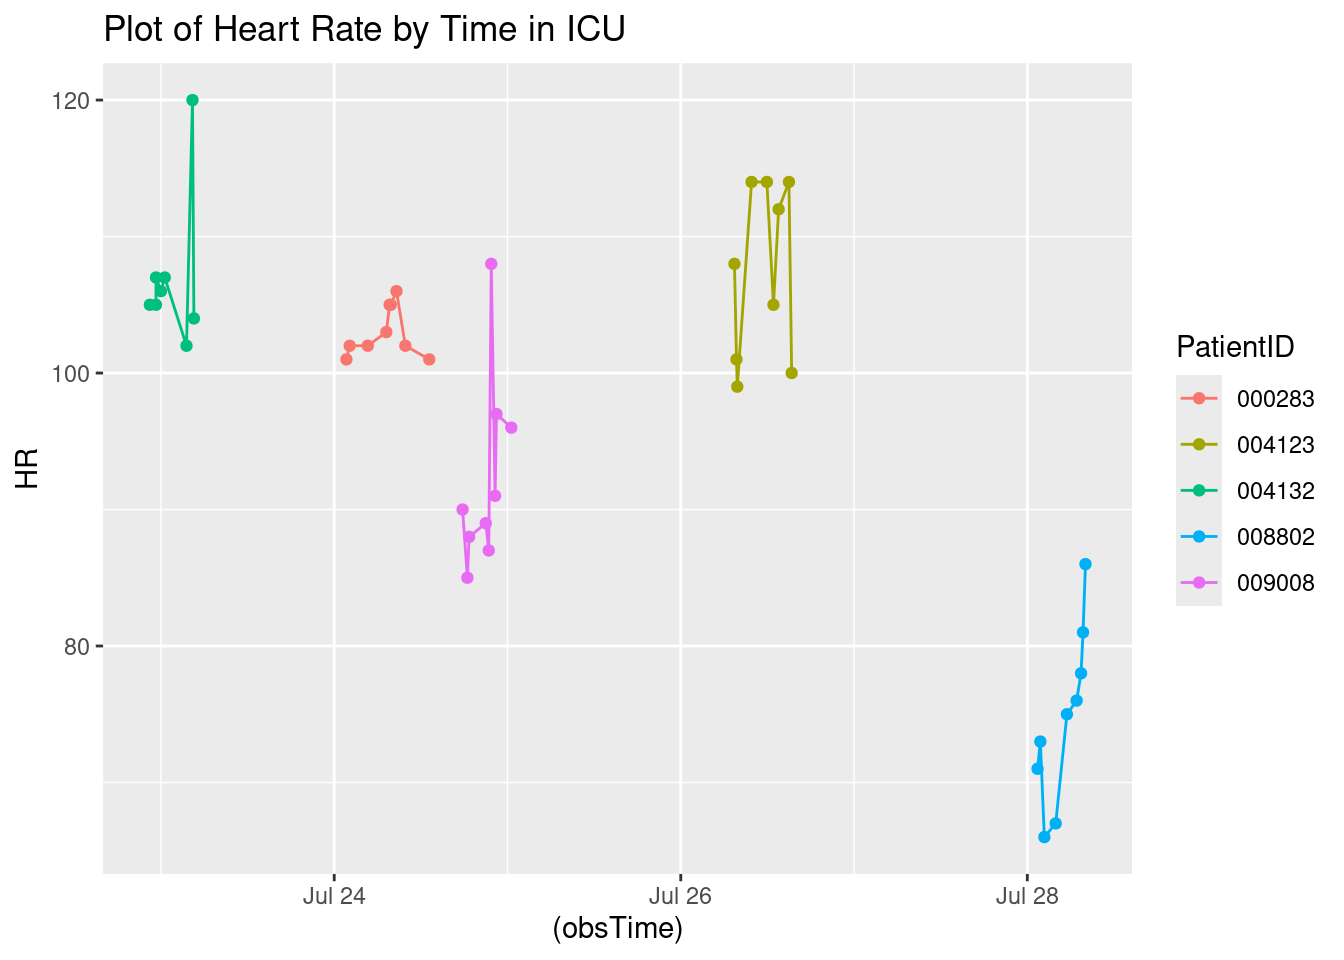 Plot of Heart Rate by Time in ICU
120
100
80
HR
Jul 24
Jul 26
Jul 28
(obsTime)
PatientID
000283
004123
004132
008802
009008